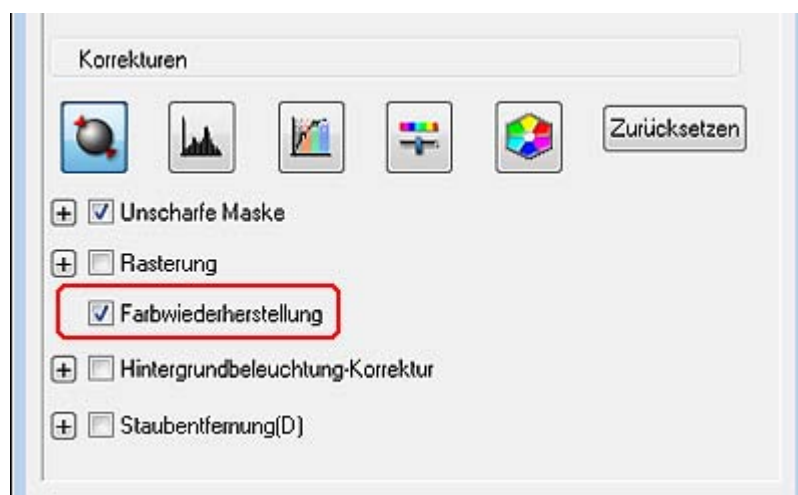 Korrekturen
Zurücksetzen
Unscharfe Maske
Rasterung
Farbwiederherstellung
Hintergrundbeleuchtung-Korrektur
Staubentfernung(D)